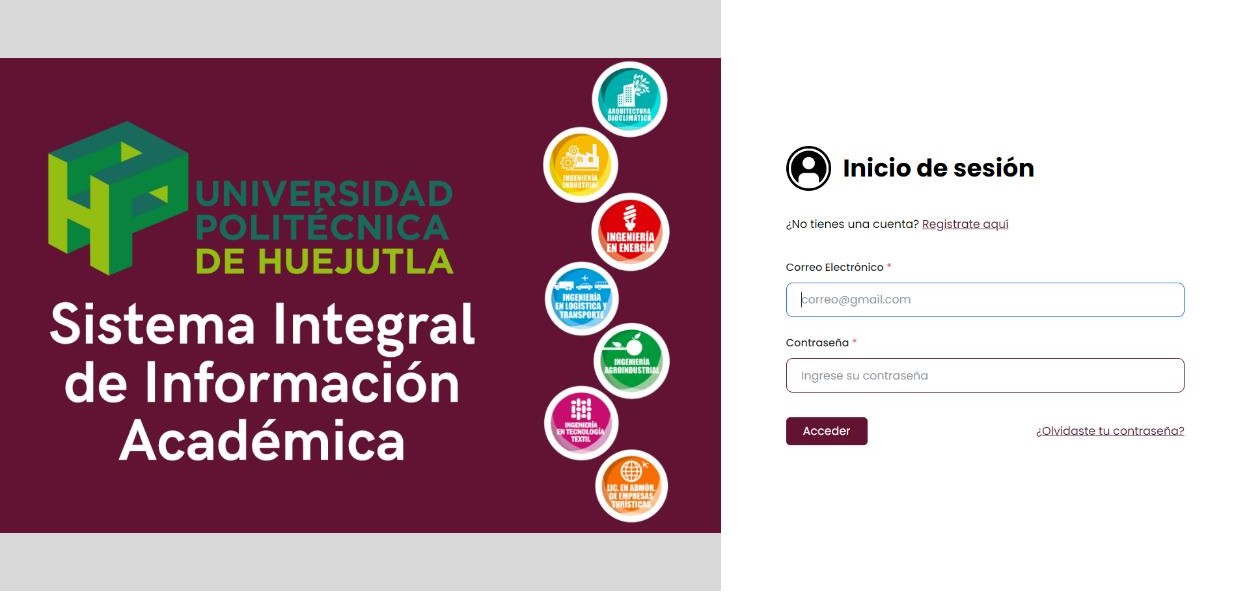 UNIVERSIDAD
POLITÉCNICA
DE HUEJUTLA
Sistema Integral
de Información
Académica
ARQUITECTURA
BIOCLIMÁTICA
INGENIERÍA
INDUSTRIAL
INGENIERÍA
EN ENERGÍA
INGENIERÍA
EN LOGÍSTICA Y
TRANSPORTE
INGENIERÍA
AGROINDUSTRIAL
INGENIERÍA
EN TECNOLOGÍA
TEXTIL
LIC. EN ADMÓN.
DE EMPRESAS
TURÍSTICAS
Inicio de sesión
¿No tienes una cuenta? Registrate aquí
Correo Electrónico *
correo@gmail.com
Contraseña *
Ingrese su contraseña
Acceder
¿Olvidaste tu contraseña?